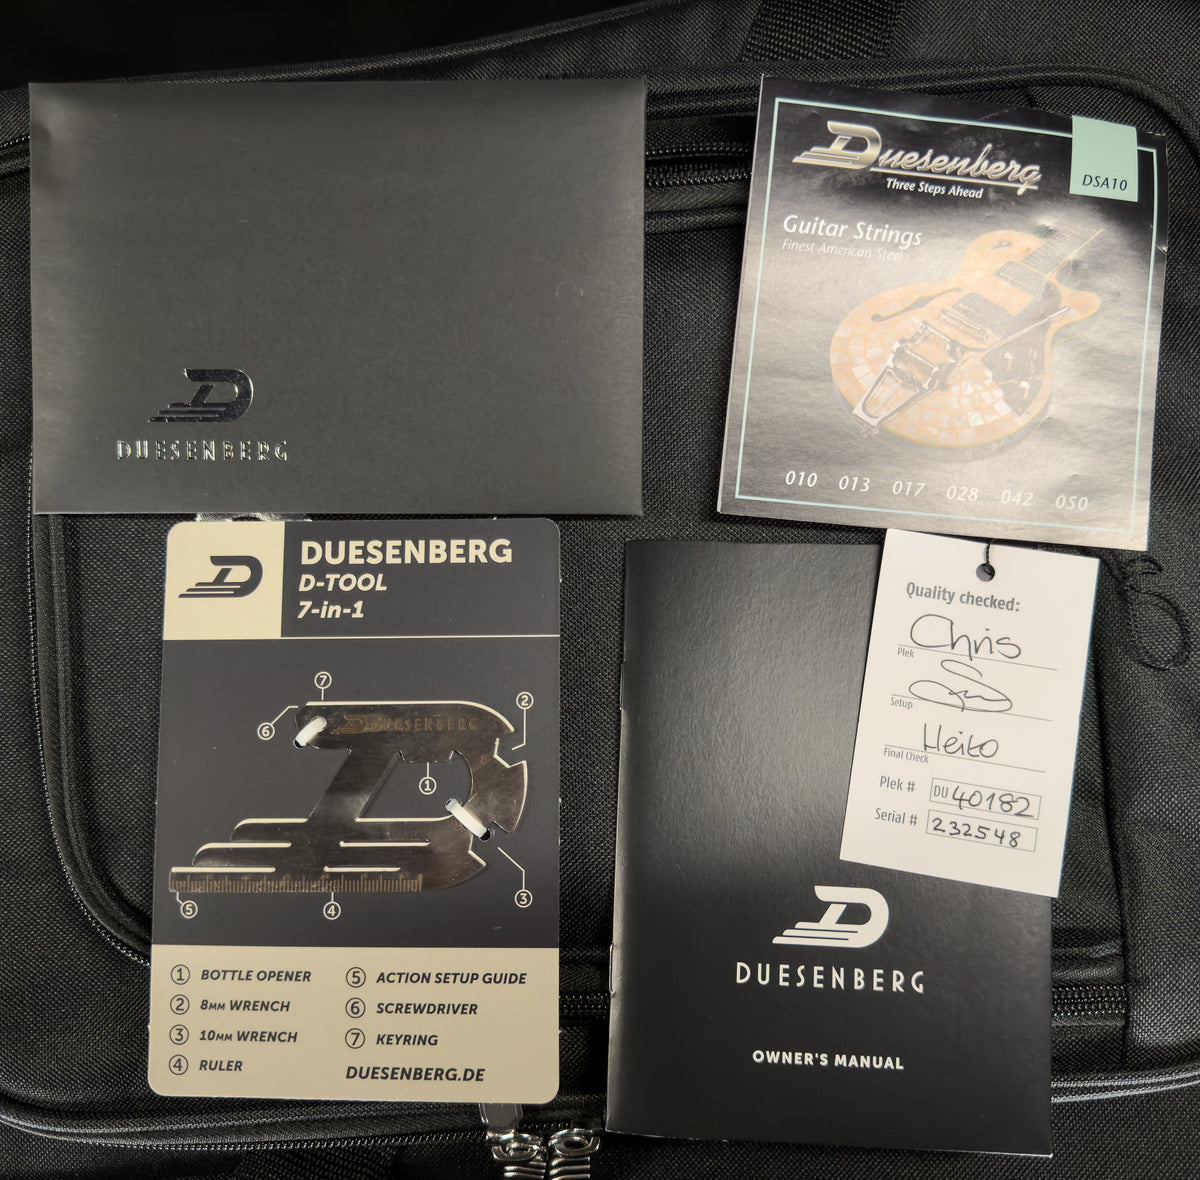 DUESENBERG
Duesenberg
Three Steps Ahead
DSA10
Guitar Strings
Finest American Steel
010 013 017 028 042 050
DUESENBERG
D-TOOL
7-in-1
7
6
2
DUESENBERG
1
5
4
3
1 BOTTLE OPENER
2 8MM WRENCH
3 10MM WRENCH
4 RULER
5 ACTION SETUP GUIDE
6 SCREWDRIVER
7 KEYRING
DUESENBERG.DE
Quality checked:
Chris
Plek
Setup
Heiko
Final Check
Plek # DU 40182
Serial # 232548
DUESENBERG
OWNER'S MANUAL